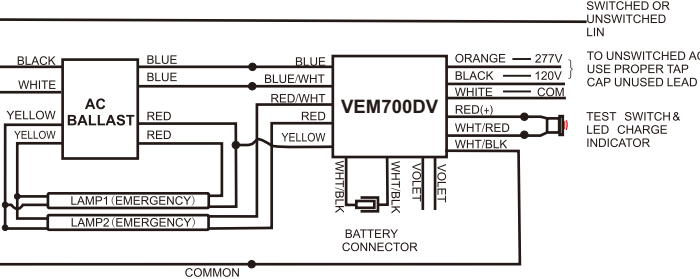 SWITCHED OR
UNSWITCHED
LIN
BLACK
BLUE
BLUE
ORANGE
277V
TO UNSWITCHED AC
WHITE
BLUE
BLUE/WHT
BLACK
120V
USE PROPER TAP
AC
BALLAST
RED/WHT
VEM700DV
WHITE
COM
CAP UNUSED LEAD
YELLOW
RED
RED
RED(+)
TEST SWITCH&
YELLOW
RED
YELLOW
WHT/RED
LED CHARGE
WHT/BLK
INDICATOR
WHT/BLK
WHT/BLK
VOLET
VOLET
LAMP1(EMERGENCY)
LAMP2(EMERGENCY)
BATTERY
CONNECTOR
COMMON